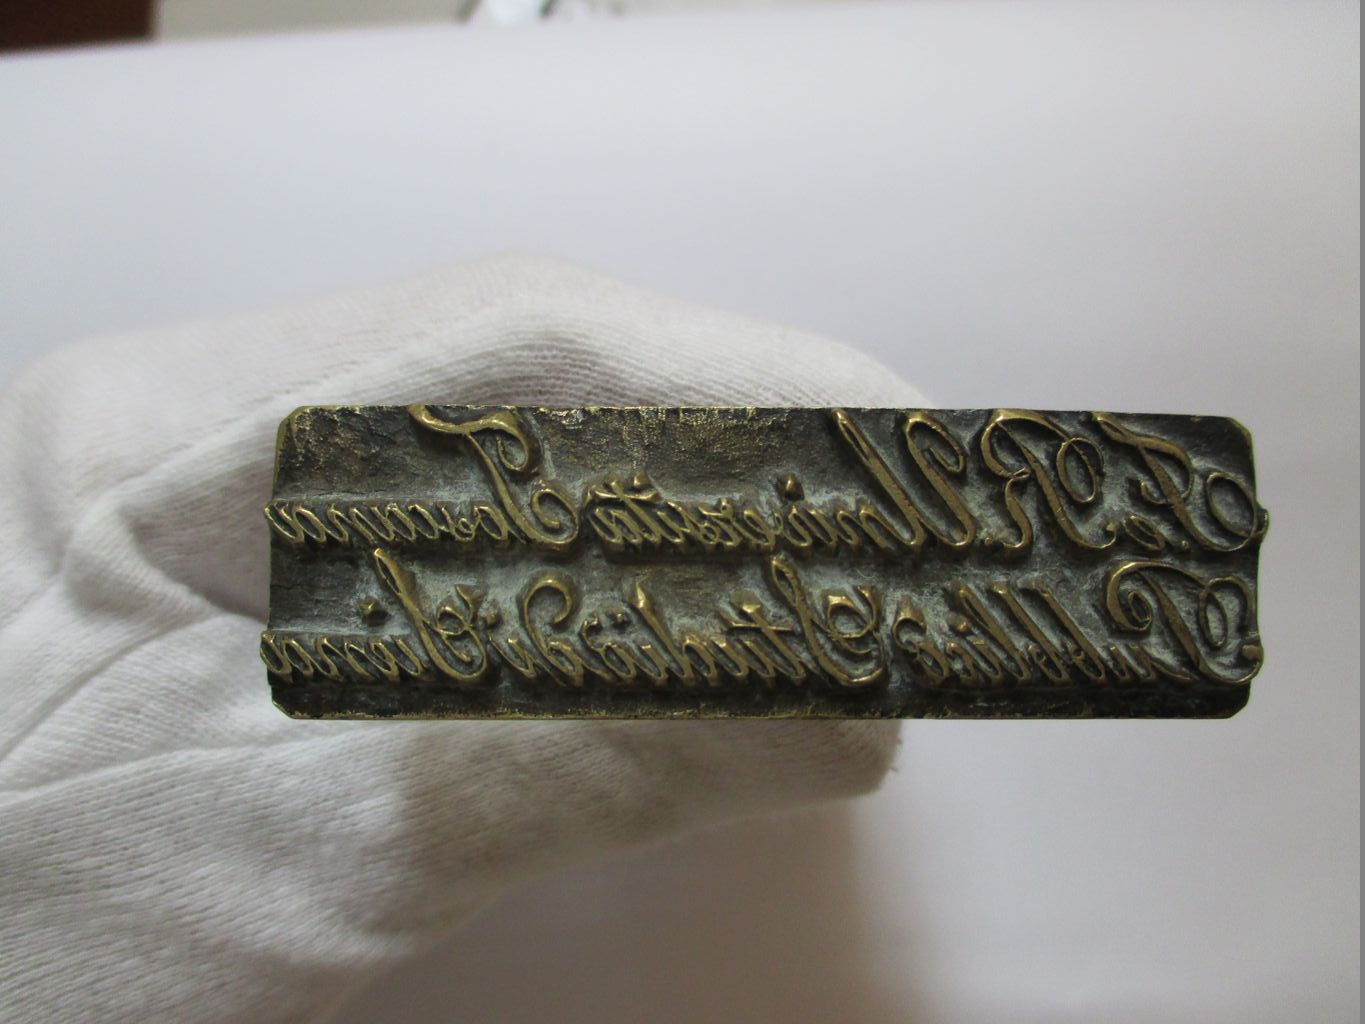 I. e R. Università Toscana
Pubblico Studio di Siena